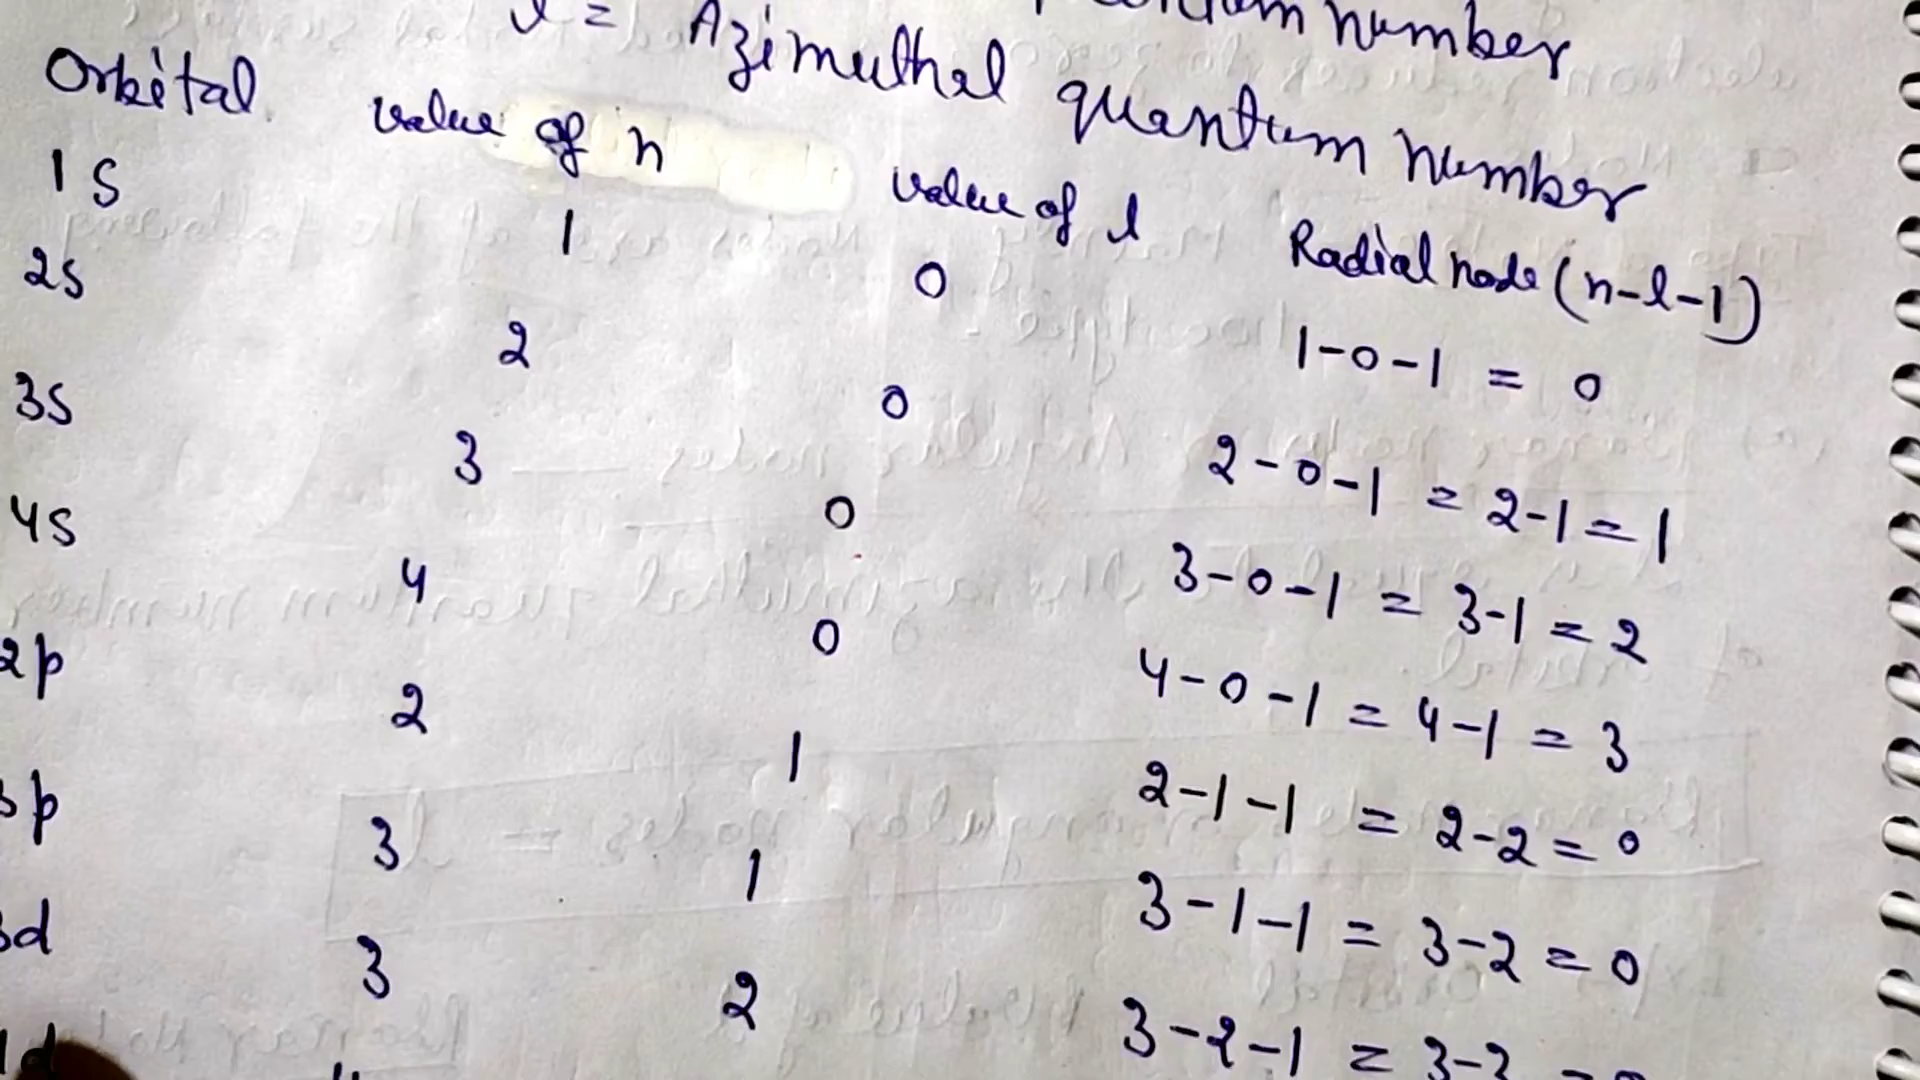 l = Azimuthal quantum number
Orbital value of n value of l Radial node (n-l-1)
1s 1 0 1-0-1 = 0
2s 2 0 2-0-1 = 2-1 = 1
3s 3 0 3-0-1 = 3-1 = 2
4s 4 0 4-0-1 = 4-1 = 3
2p 2 1 2-1-1 = 2-2 = 0
3p 3 1 3-1-1 = 3-2 = 0
3d 3 2 3-2-1 = 3-3